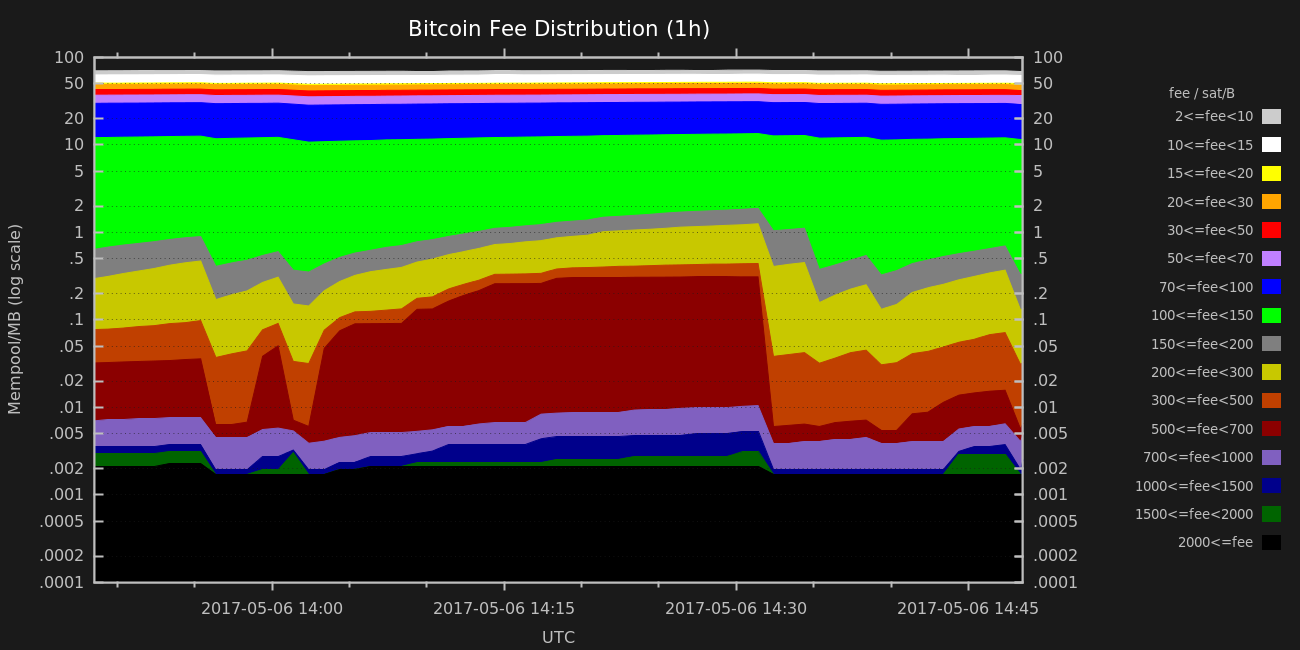 Bitcoin Fee Distribution (1h)
Mempool/MB (log scale)
100
50
20
10
5
2
1
.5
.2
.1
.05
.02
.01
.005
.002
.001
.0005
.0002
.0001
100
50
20
10
5
2
1
.5
.2
.1
.05
.02
.01
.005
.002
.001
.0005
.0002
.0001
2017-05-06 14:00 2017-05-06 14:15 2017-05-06 14:30 2017-05-06 14:45
UTC
fee / sat/B
2<=fee<10
10<=fee<15
15<=fee<20
20<=fee<30
30<=fee<50
50<=fee<70
70<=fee<100
100<=fee<150
150<=fee<200
200<=fee<300
300<=fee<500
500<=fee<700
700<=fee<1000
1000<=fee<1500
1500<=fee<2000
2000<=fee